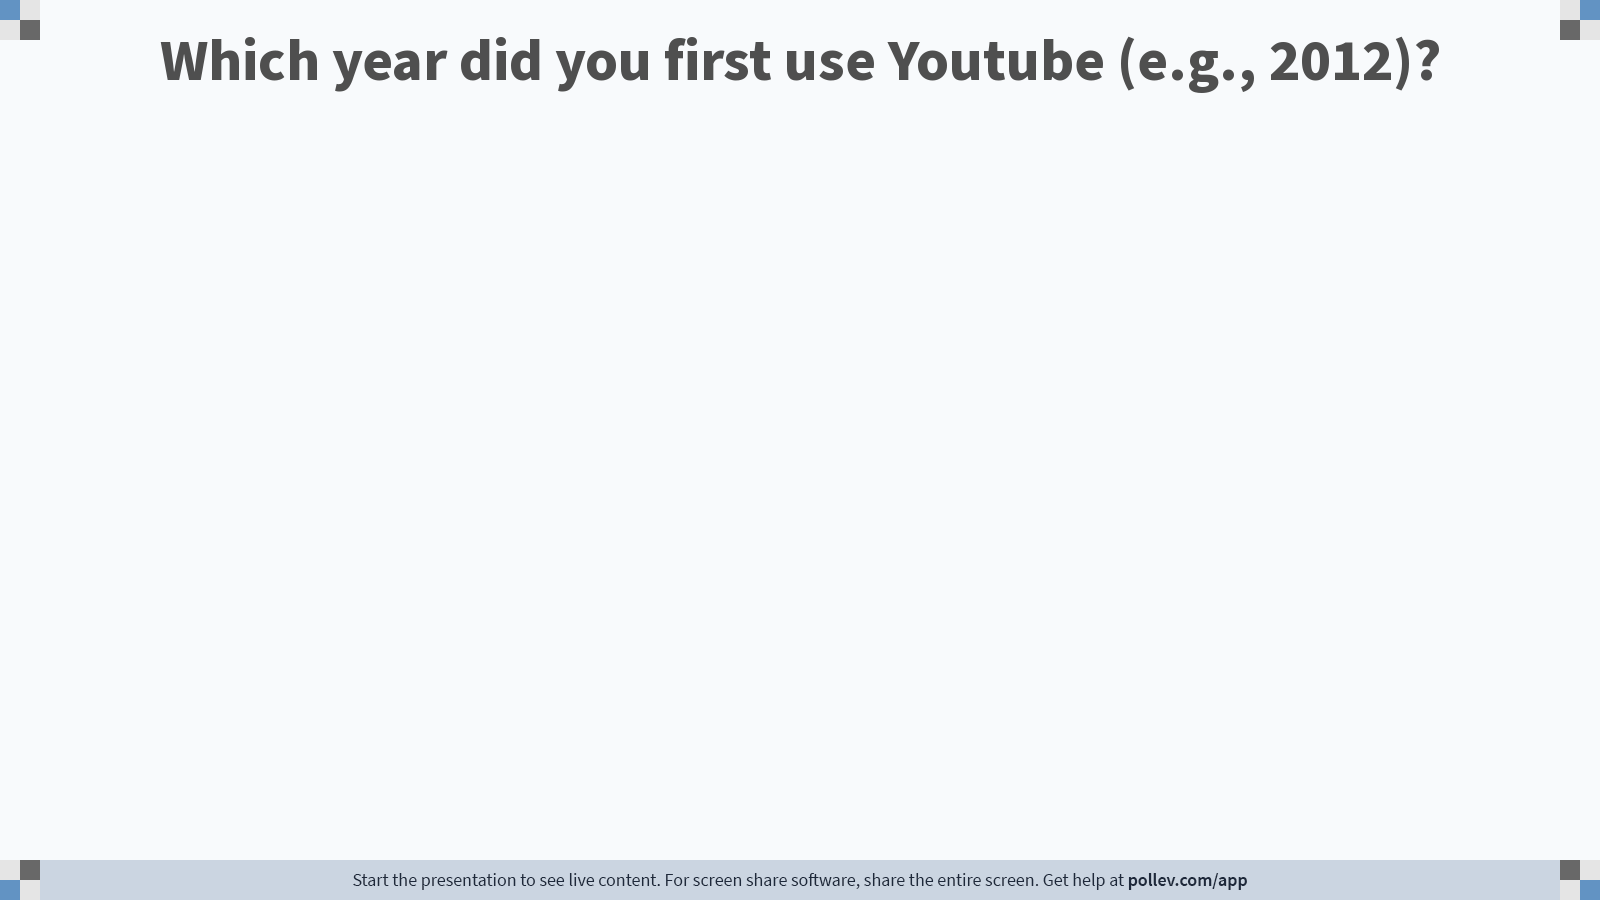 Which year did you first use Youtube (e.g., 2012)?
Start the presentation to see live content. For screen share software, share the entire screen. Get help at pollev.com/app